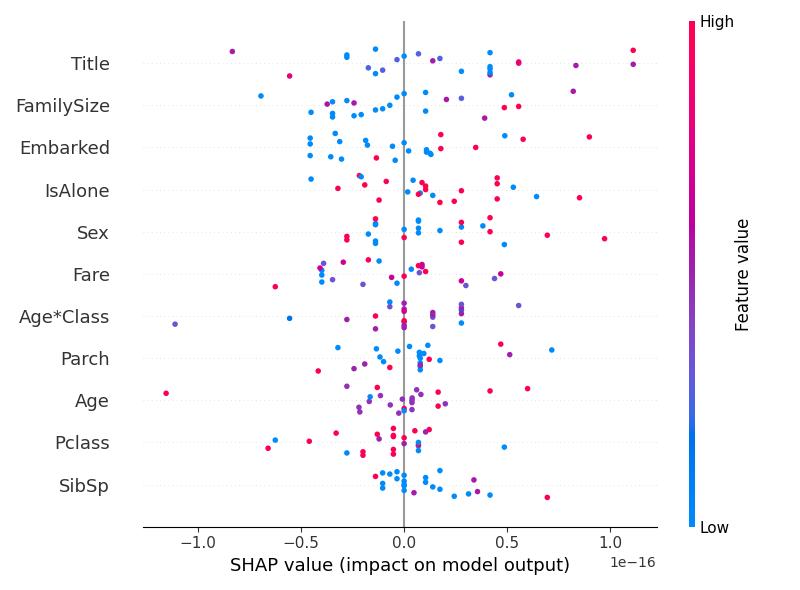 High
Title
FamilySize
Embarked
IsAlone
Sex
Fare
Age*Class
Parch
Age
Pclass
SibSp
Feature value
Low
−1.0 −0.5 0.0 0.5 1.0
1e−16
SHAP value (impact on model output)